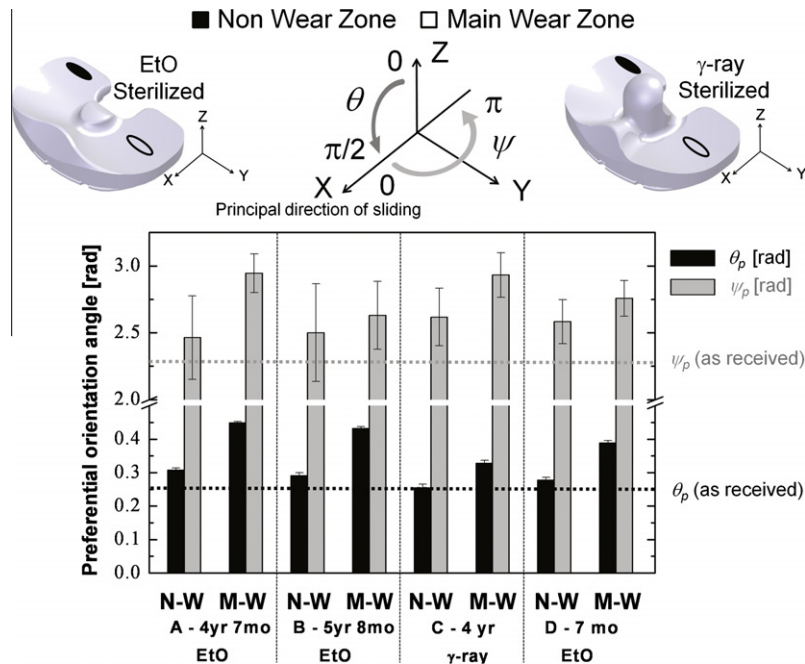 ■ Non Wear Zone □ Main Wear Zone
EtO
Sterilized
Z
X
Y
0
Z
θ
π
π/2
ψ
X
0
Y
Principal direction of sliding
γ-ray
Sterilized
Z
X
Y
Preferential orientation angle [rad]
3.0
2.5
2.0
0.4
0.3
0.2
0.1
0.0
θp [rad]
ψp [rad]
ψp (as received)
θp (as received)
N-W M-W N-W M-W N-W M-W N-W M-W
A - 4yr 7mo B - 5yr 8mo C - 4 yr D - 7 mo
EtO EtO γ-ray EtO